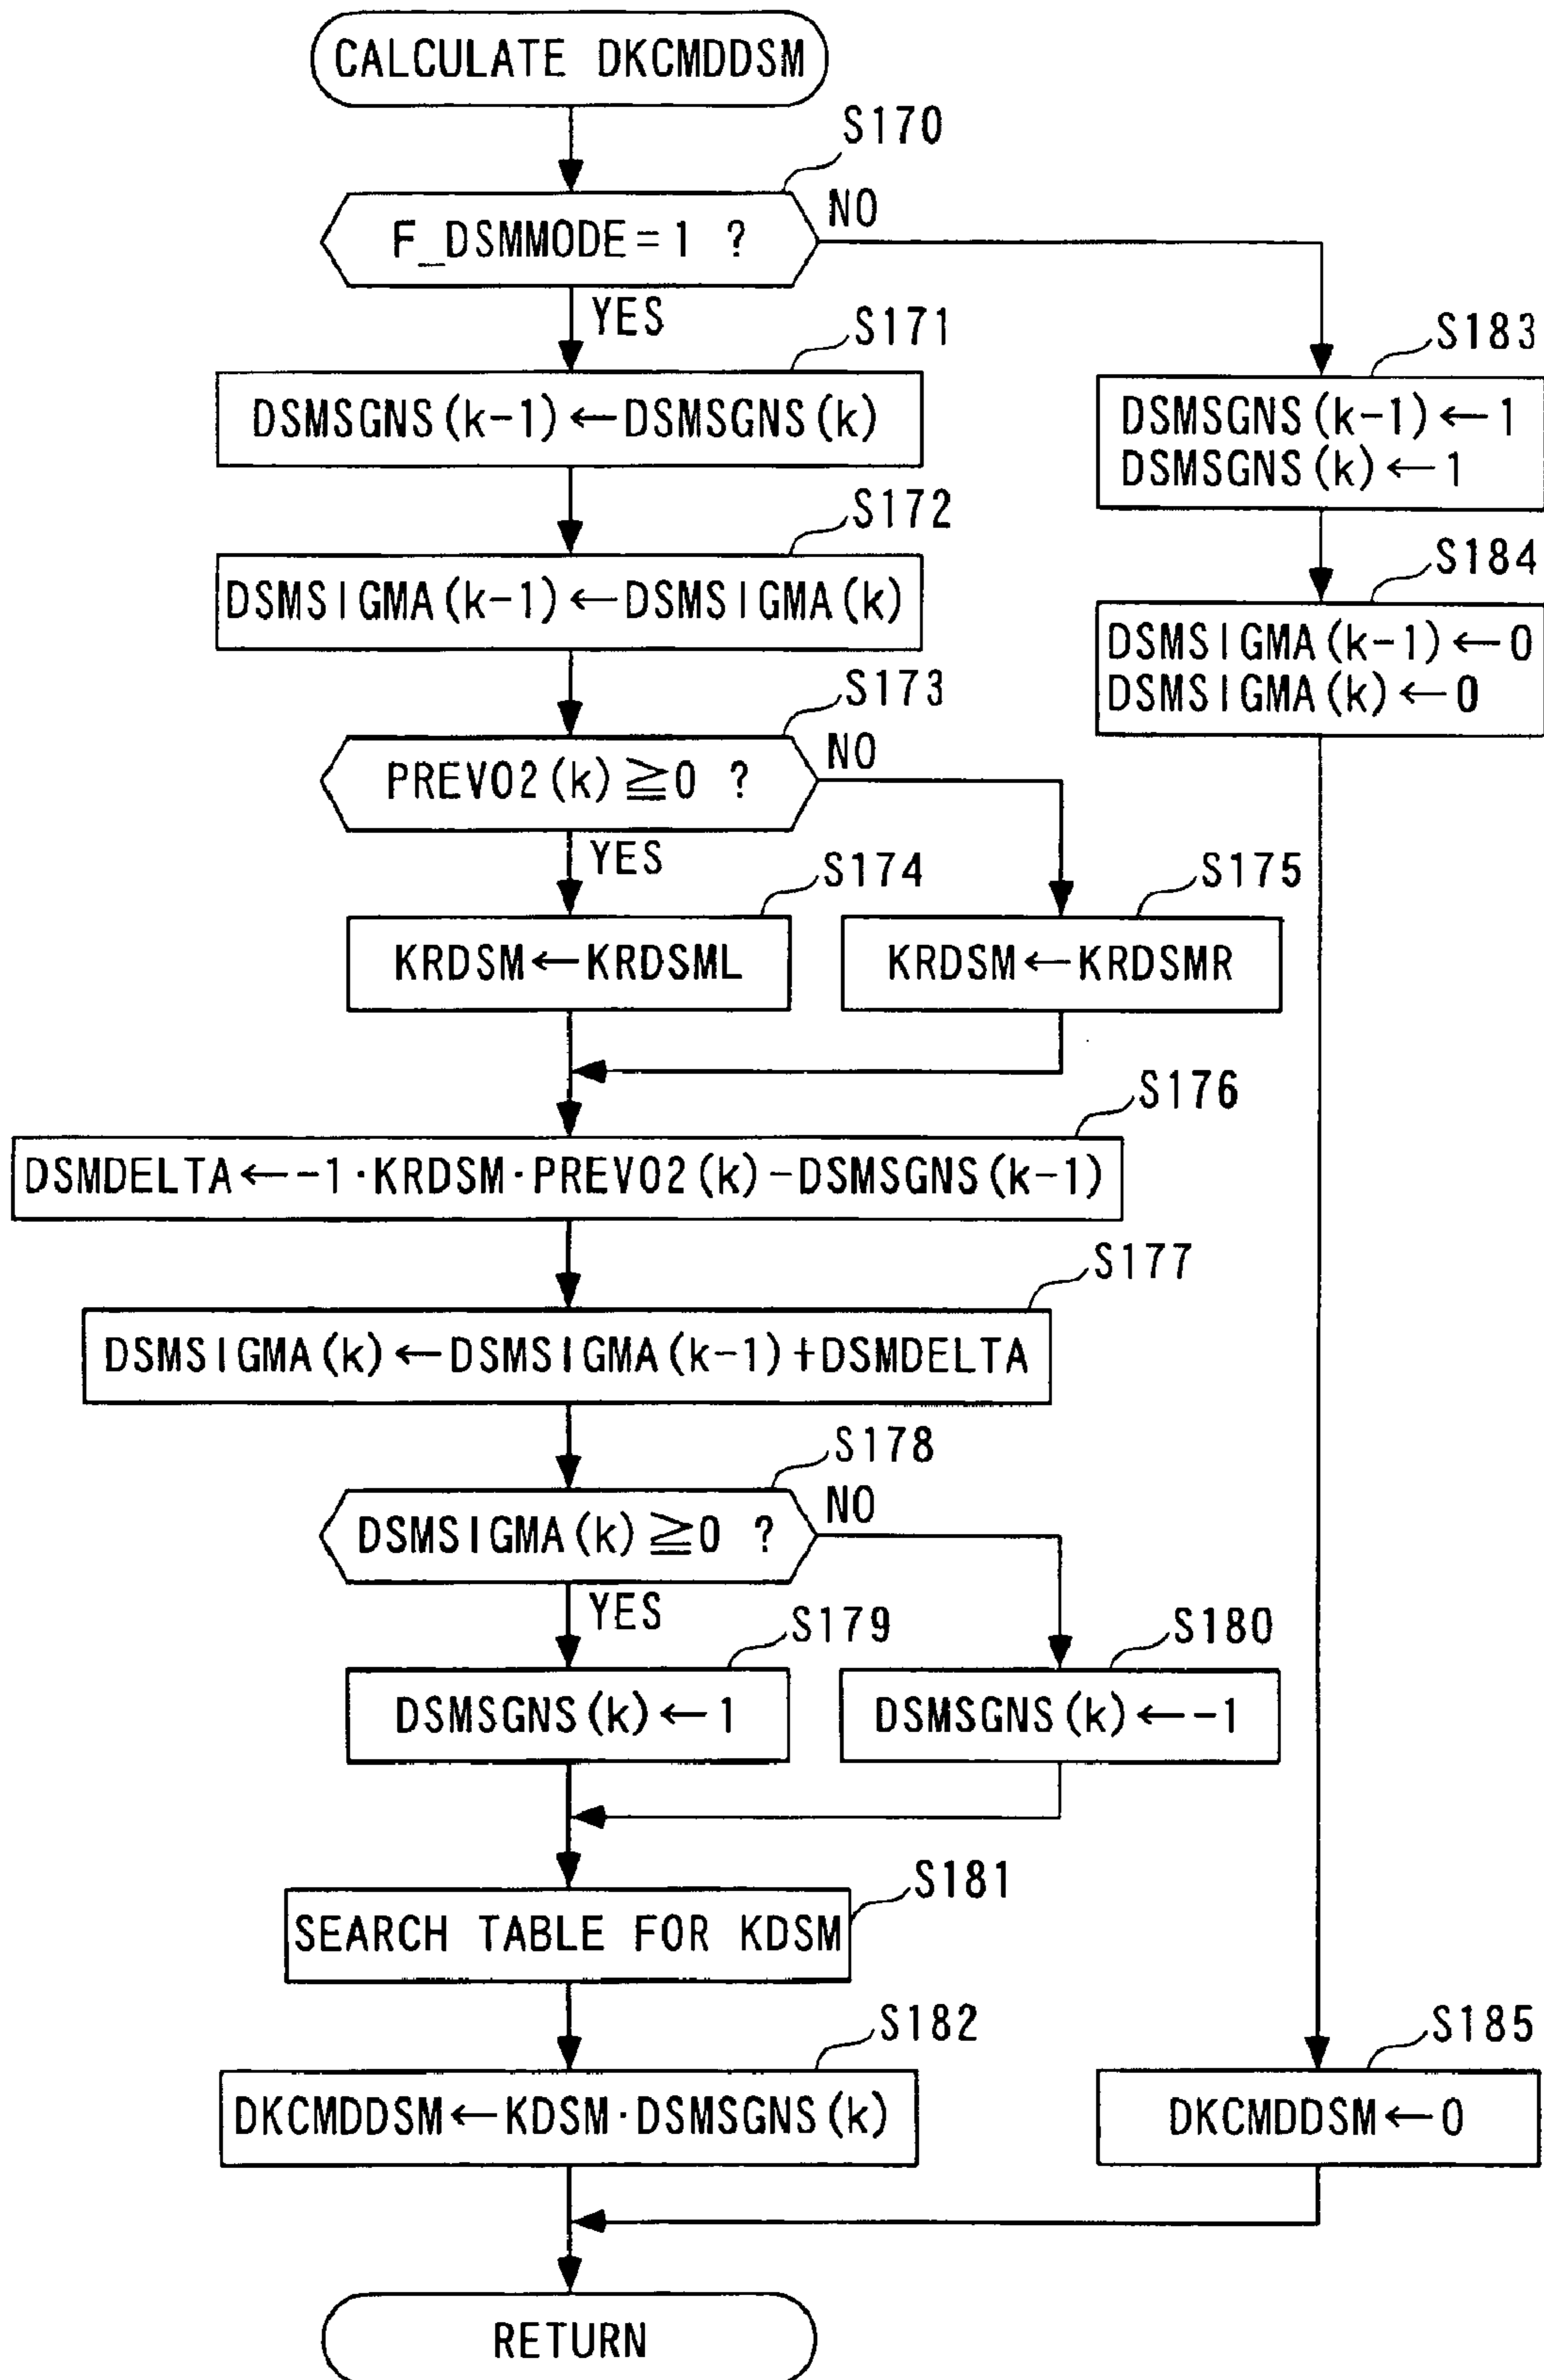 CALCULATE DKCMDDSM
S170
F_DSMMODE=1 ?
NO
YES
S171
DSMSGNS(k-1)←DSMSGNS(k)
S183
DSMSGNS(k-1)←1
DSMSGNS(k)←1
S172
DSMSIGMA(k-1)←DSMSIGMA(k)
S184
DSMSIGMA(k-1)←0
DSMSIGMA(k)←0
S173
PREVO2(k)≧0 ?
NO
YES
S174
KRDSM←KRDSML
S175
KRDSM←KRDSMR
S176
DSMDELTA←-1·KRDSM·PREVO2(k)-DSMSGNS(k-1)
S177
DSMSIGMA(k)←DSMSIGMA(k-1)+DSMDELTA
S178
DSMSIGMA(k)≧0 ?
NO
YES
S179
DSMSGNS(k)←1
S180
DSMSGNS(k)←-1
S181
SEARCH TABLE FOR KDSM
S182
DKCMDDSM←KDSM·DSMSGNS(k)
S185
DKCMDDSM←0
RETURN